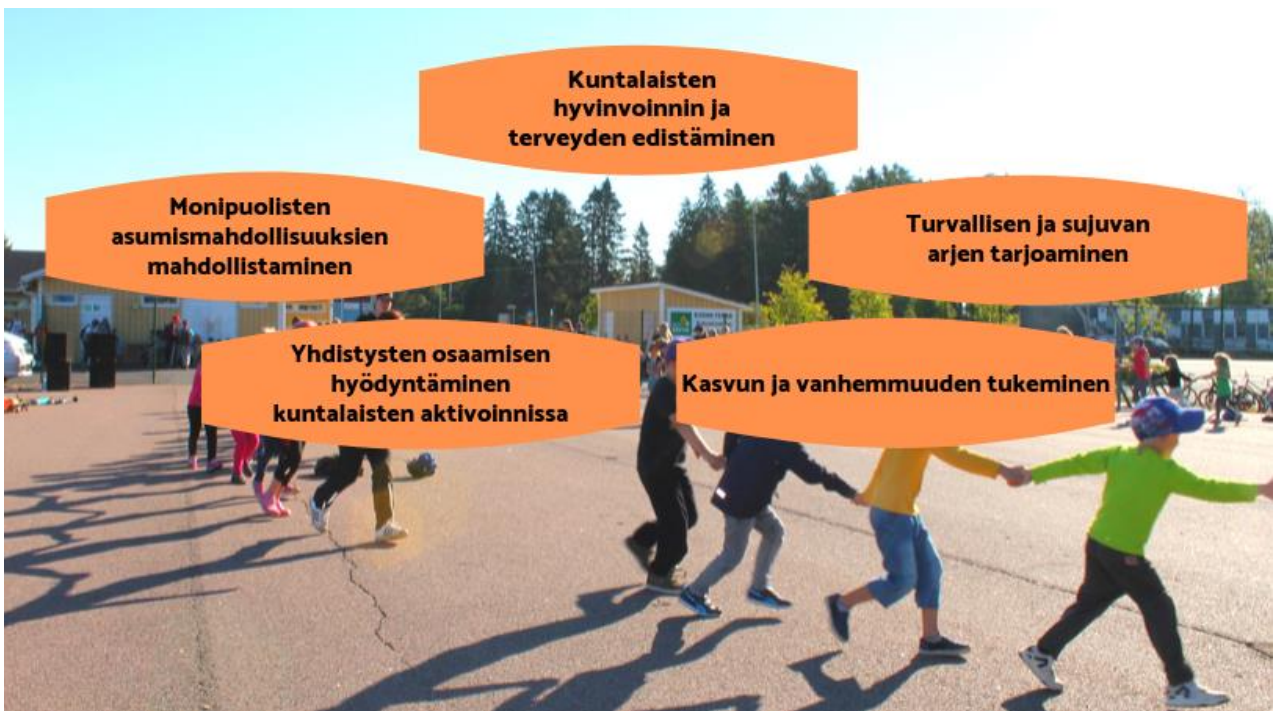 Kuntalaisten
hyvinvoinnin ja
terveyden edistäminen
Monipuolisten
asumismahdollisuuksien
mahdollistaminen
Turvallisen ja sujuvan
arjen tarjoaminen
Yhdistysten osaamisen
hyödyntäminen
kuntalaisten aktivoinnissa
Kasvun ja vanhemmuuden tukeminen